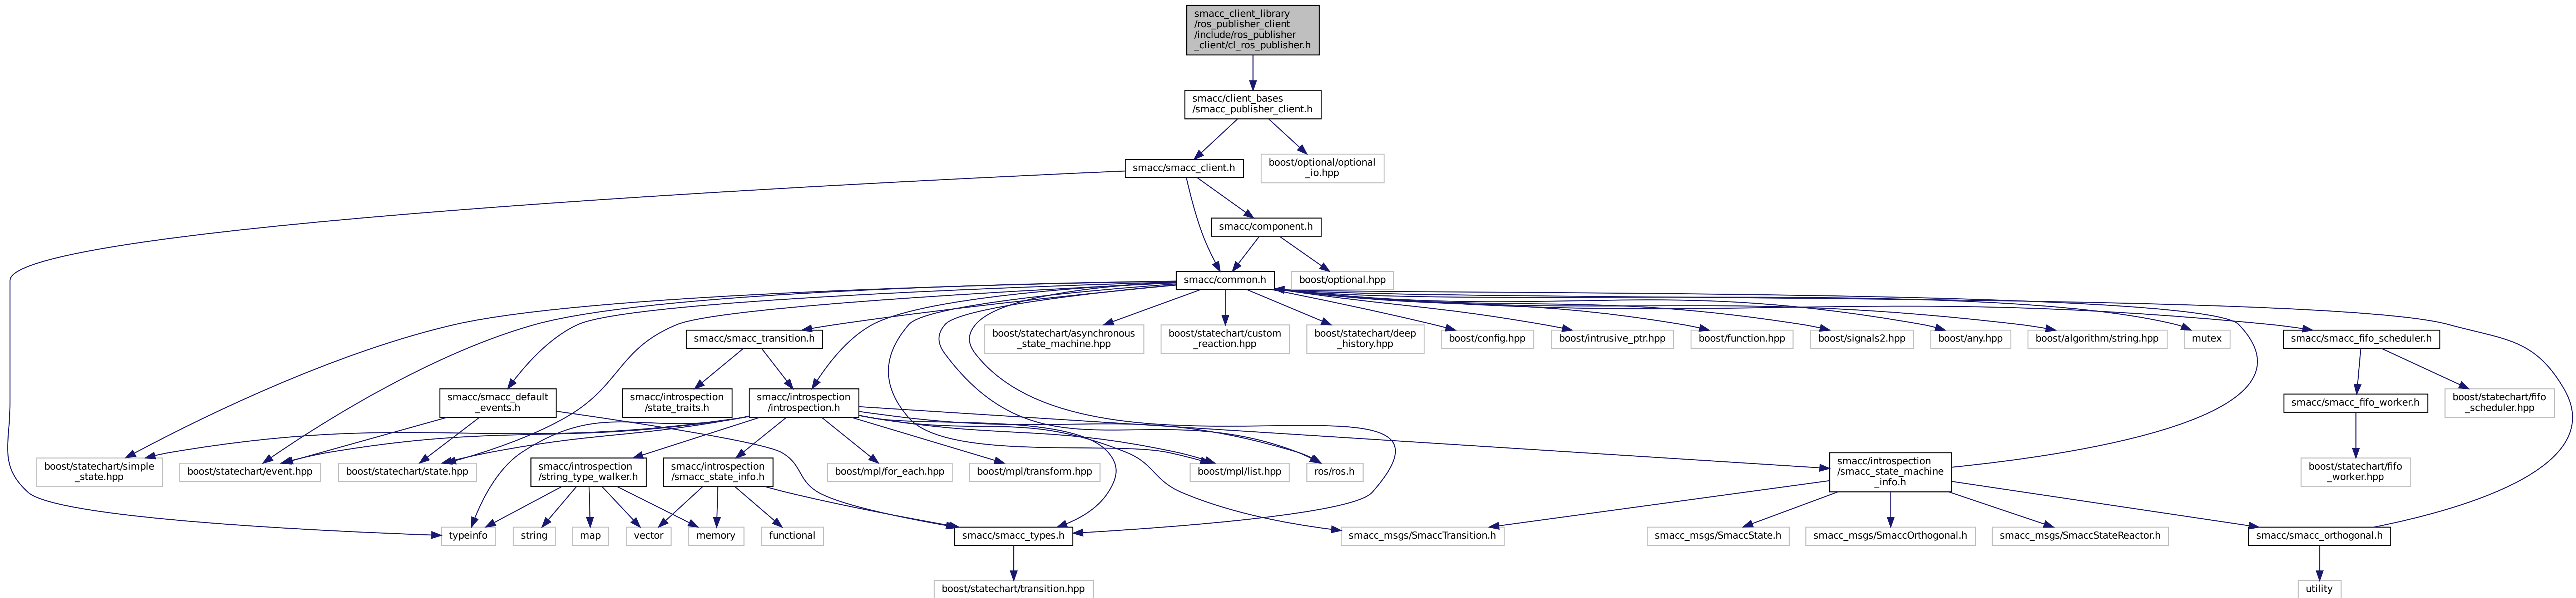 smacc_client_library
/ros_publisher_client
/include/ros_publisher
_client/cl_ros_publisher.h
smacc/client_bases
/smacc_publisher_client.h
smacc/smacc_client.h
boost/optional/optional
_io.hpp
smacc/component.h
smacc/common.h
boost/optional.hpp
smacc/smacc_transition.h
boost/statechart/asynchronous
_state_machine.hpp
boost/statechart/custom
_reaction.hpp
boost/statechart/deep
_history.hpp
boost/config.hpp
boost/intrusive_ptr.hpp
boost/function.hpp
boost/signals2.hpp
boost/any.hpp
boost/algorithm/string.hpp
mutex
smacc/smacc_fifo_scheduler.h
smacc/smacc_default
_events.h
smacc/introspection
/state_traits.h
smacc/introspection
/introspection.h
smacc/smacc_fifo_worker.h
boost/statechart/fifo
_scheduler.hpp
boost/statechart/simple
_state.hpp
boost/statechart/event.hpp
boost/statechart/state.hpp
smacc/introspection
/string_type_walker.h
smacc/introspection
/smacc_state_info.h
boost/mpl/for_each.hpp
boost/mpl/transform.hpp
boost/mpl/list.hpp
ros/ros.h
smacc/introspection
/smacc_state_machine
_info.h
boost/statechart/fifo
_worker.hpp
typeinfo
string
map
vector
memory
functional
smacc/smacc_types.h
smacc_msgs/SmaccTransition.h
smacc_msgs/SmaccState.h
smacc_msgs/SmaccOrthogonal.h
smacc_msgs/SmaccStateReactor.h
smacc/smacc_orthogonal.h
boost/statechart/transition.hpp
utility